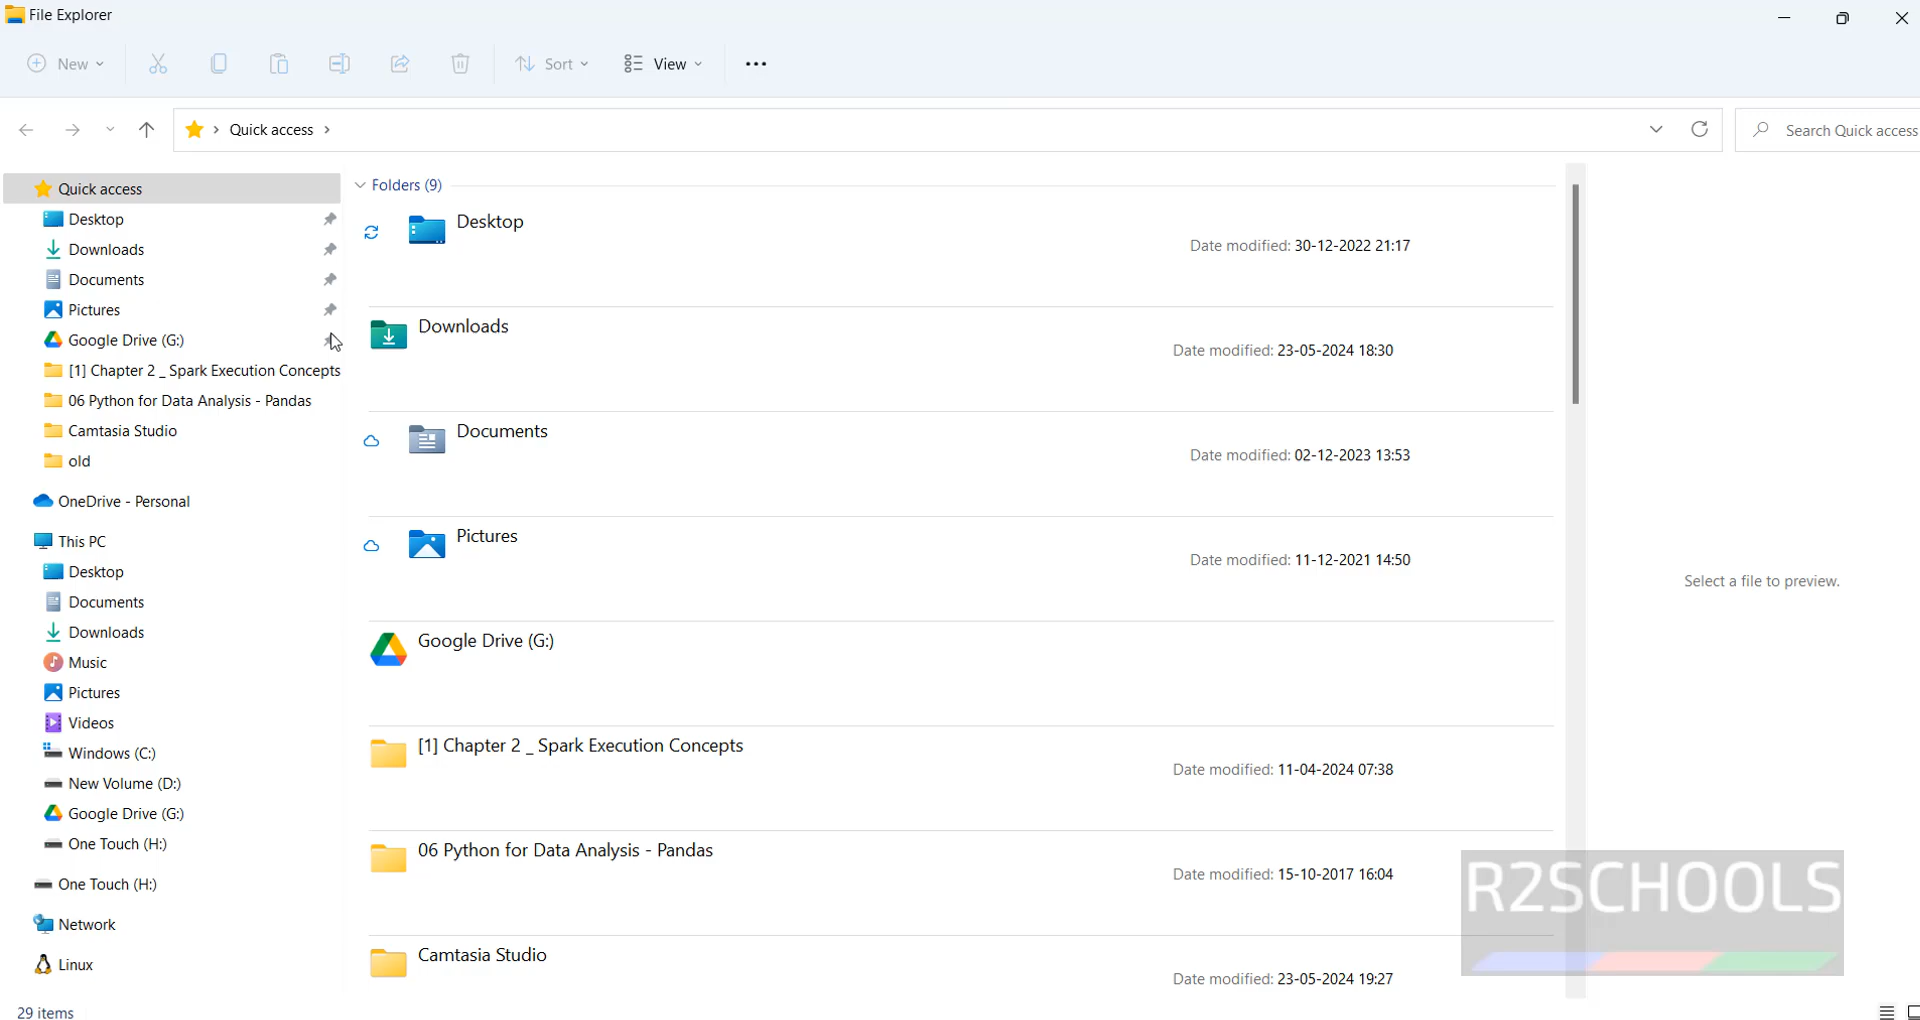 File Explorer
New
Sort
View
Quick access
Search Quick access
Quick access
Desktop
Downloads
Documents
Pictures
Google Drive (G:)
[1] Chapter 2 _ Spark Execution Concepts
06 Python for Data Analysis - Pandas
Camtasia Studio
old
OneDrive - Personal
This PC
Desktop
Documents
Downloads
Music
Pictures
Videos
Windows (C:)
New Volume (D:)
Google Drive (G:)
One Touch (H:)
One Touch (H:)
Network
Linux
29 items
Folders (9)
Desktop
Date modified: 30-12-2022 21:17
Downloads
Date modified: 23-05-2024 18:30
Documents
Date modified: 02-12-2023 13:53
Pictures
Date modified: 11-12-2021 14:50
Google Drive (G:)
[1] Chapter 2 _ Spark Execution Concepts
Date modified: 11-04-2024 07:38
06 Python for Data Analysis - Pandas
Date modified: 15-10-2017 16:04
Camtasia Studio
Date modified: 23-05-2024 19:27
Select a file to preview.
R2SCHOOLS